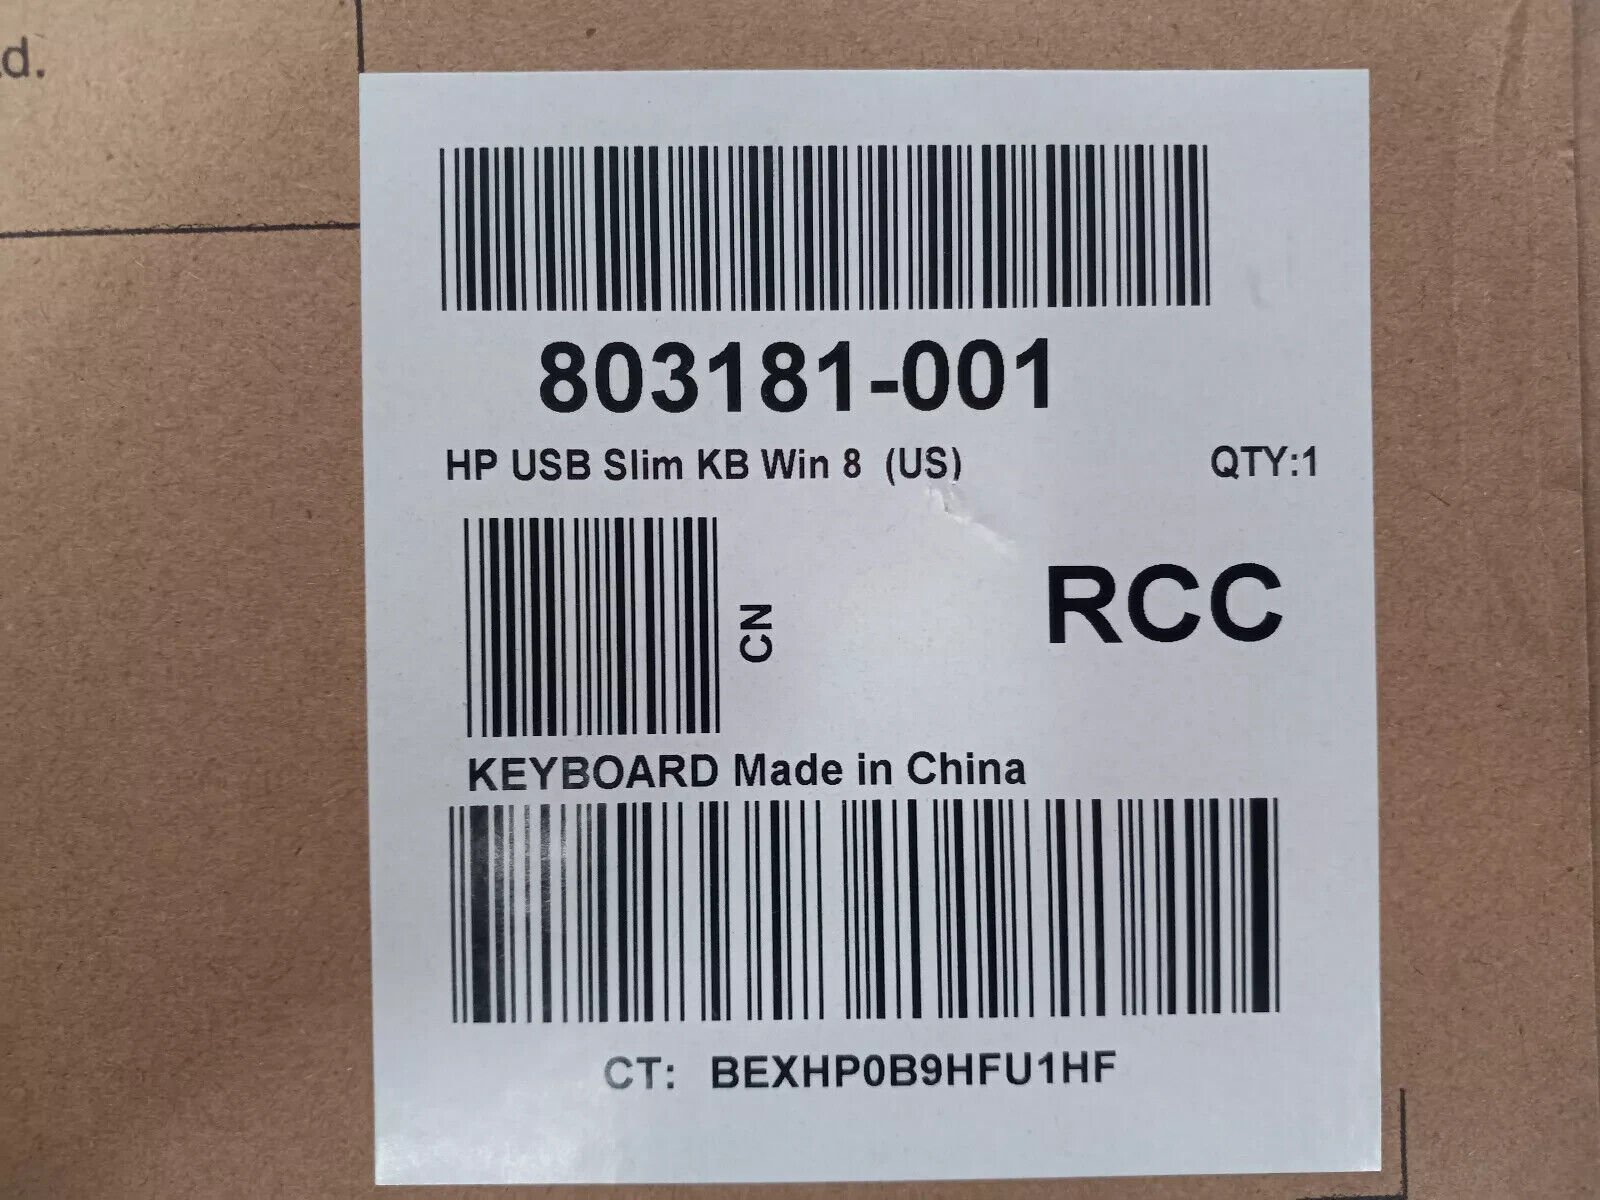 d.
803181-001
HP USB Slim KB Win 8 (US) QTY:1
CN
RCC
KEYBOARD Made in China
CT: BEXHP0B9HFU1HF